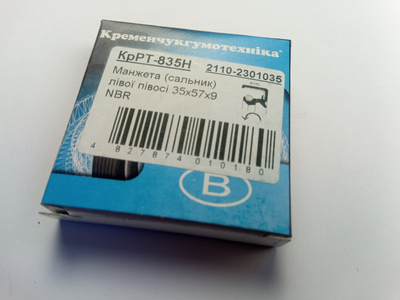 Кременчукгумотехніка®
КрРТ-835Н 2110-2301035
Манжета (сальник)
лівої півосі 35х57х9
NBR
4 827874 010180
B